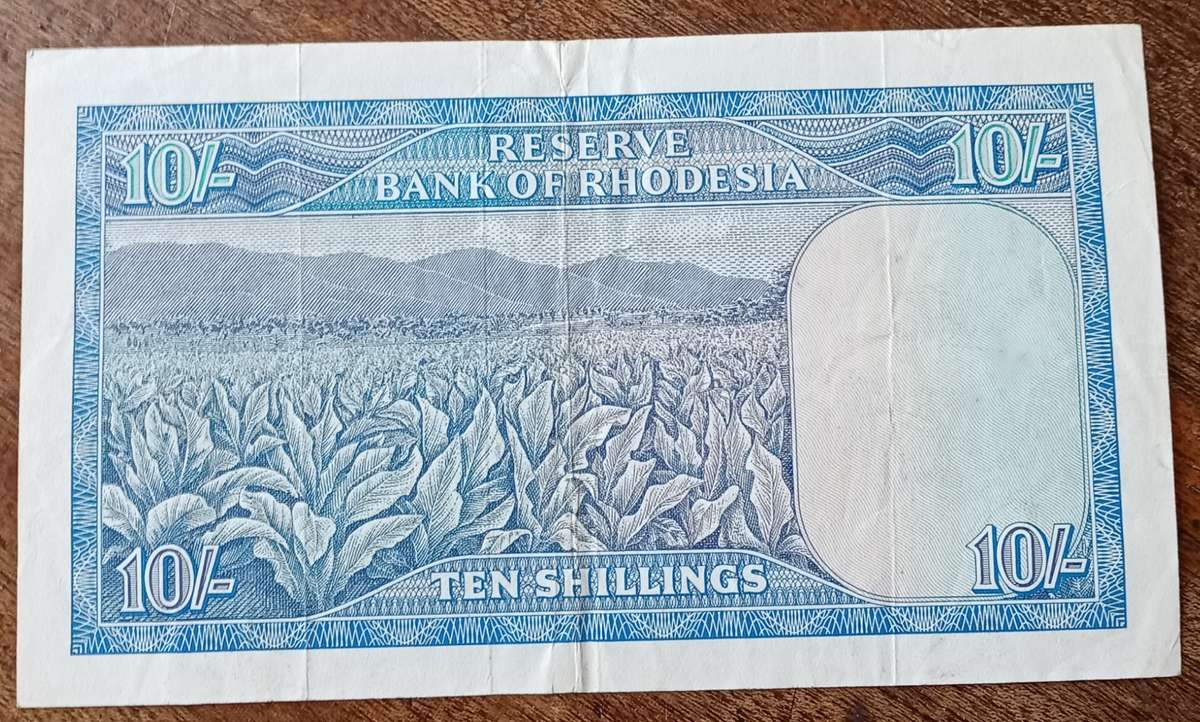 10/-
RESERVE
BANK OF RHODESIA
10/-
10/-
TEN SHILLINGS
10/-